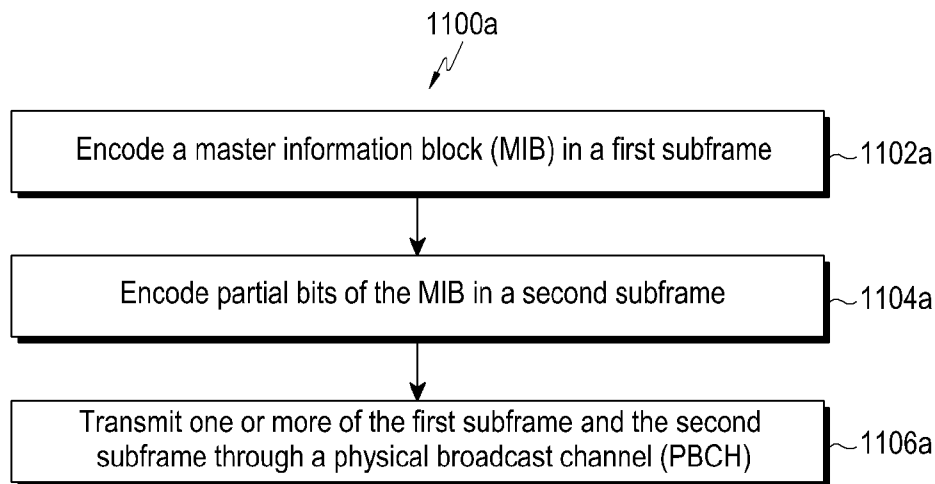 1100a
Encode a master information block (MIB) in a first subframe
1102a
Encode partial bits of the MIB in a second subframe
1104a
Transmit one or more of the first subframe and the second
subframe through a physical broadcast channel (PBCH)
1106a